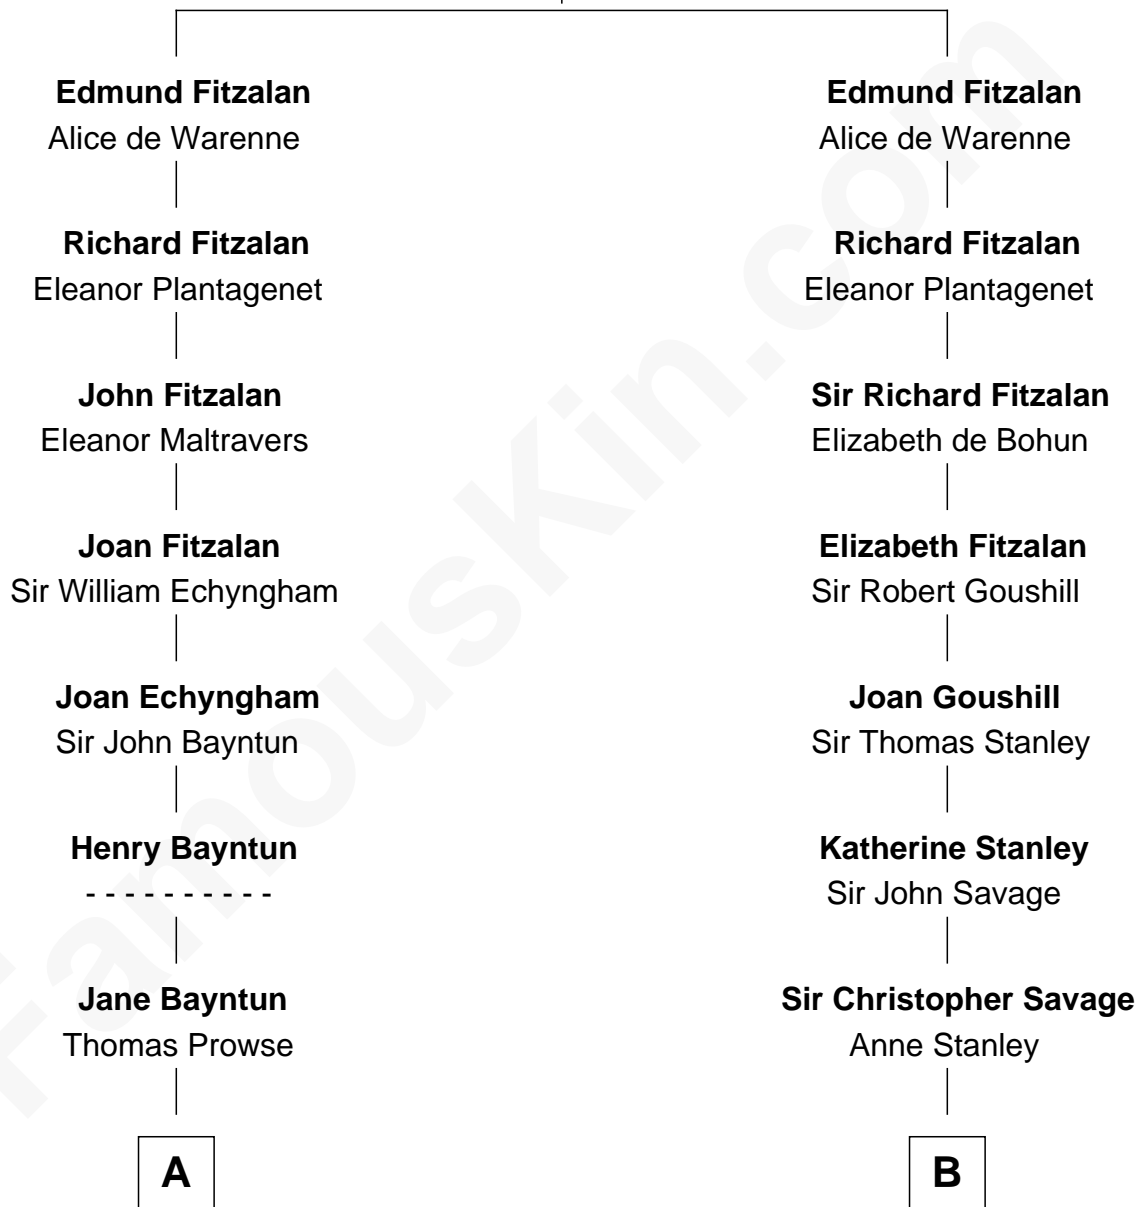 Edmund Fitzalan
Alice de Warenne
Richard Fitzalan
Eleanor Plantagenet
John Fitzalan
Eleanor Maltravers
Joan Fitzalan
Sir William Echyngham
Joan Echyngham
Sir John Bayntun
Henry Bayntun
- - - - - - - - - -
Jane Bayntun
Thomas Prowse
A
Edmund Fitzalan
Alice de Warenne
Richard Fitzalan
Eleanor Plantagenet
Sir Richard Fitzalan
Elizabeth de Bohun
Elizabeth Fitzalan
Sir Robert Goushill
Joan Goushill
Sir Thomas Stanley
Katherine Stanley
Sir John Savage
Sir Christopher Savage
Anne Stanley
B
FamousKin.com